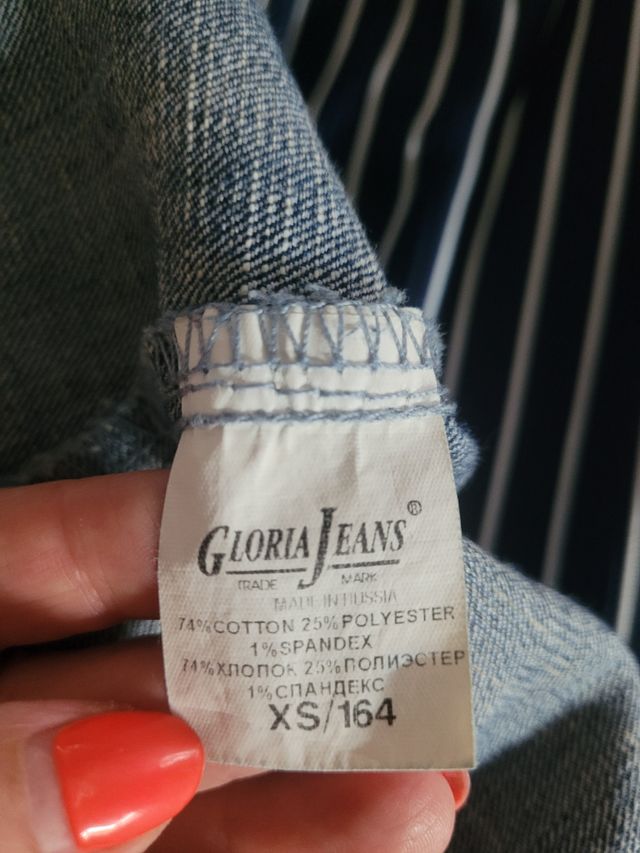 GLORIA JEANS®
TRADE MARK
MADE IN RUSSIA
74%COTTON 25%POLYESTER
1%SPANDEX
74%ХЛОПОК 25%ПОЛИЭСТЕР
1%СПАНДЕКС
XS/164